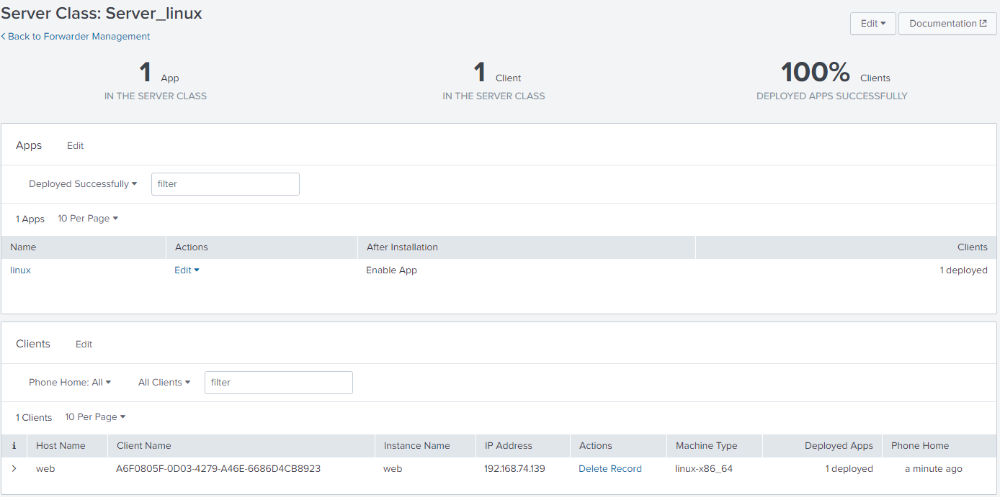 Server Class: Server_linux
Back to Forwarder Management
Edit
Documentation
1 App
IN THE SERVER CLASS
1 Client
IN THE SERVER CLASS
100% Clients
DEPLOYED APPS SUCCESSFULLY
Apps Edit
Deployed Successfully filter
1 Apps 10 Per Page
Name Actions After Installation Clients
linux Edit Enable App 1 deployed
Clients Edit
Phone Home: All All Clients filter
1 Clients 10 Per Page
i Host Name Client Name Instance Name IP Address Actions Machine Type Deployed Apps Phone Home
> web A6F0805F-0D03-4279-A46E-6686D4CB8923 web 192.168.74.139 Delete Record linux-x86_64 1 deployed a minute ago